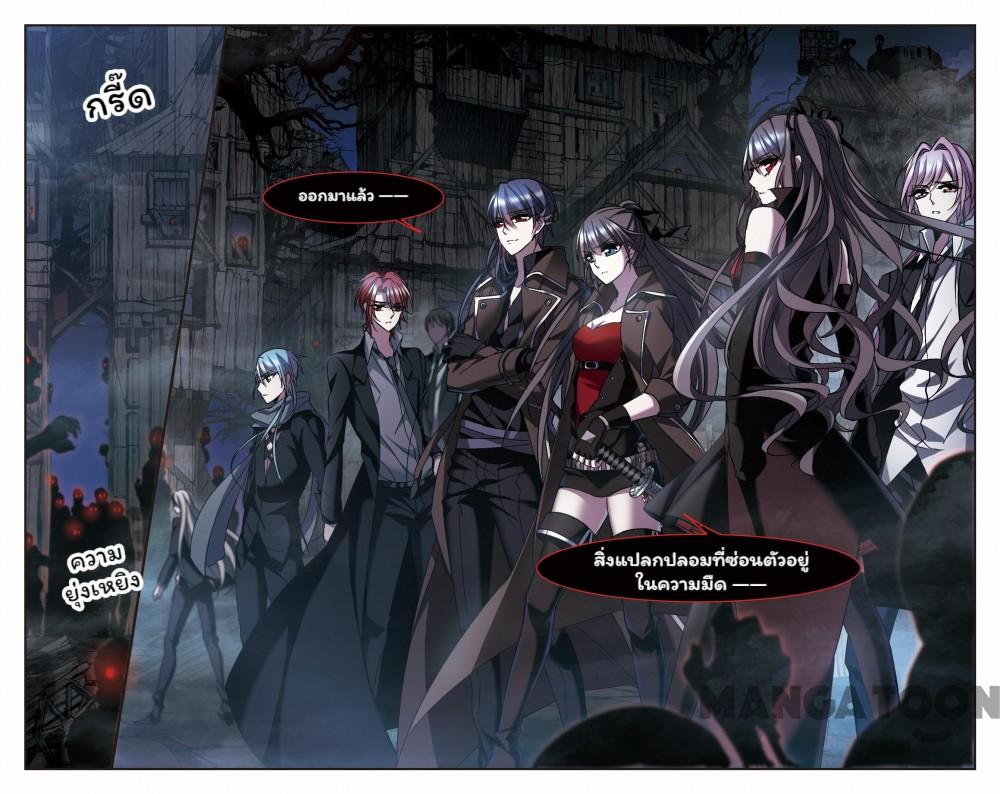 กรี๊ด
ออกมาแล้ว ——
ความ
ยุ่งเหยิง
สิ่งแปลกปลอมที่ซ่อนตัวอยู่
ในความมืด ——
MANGATOON